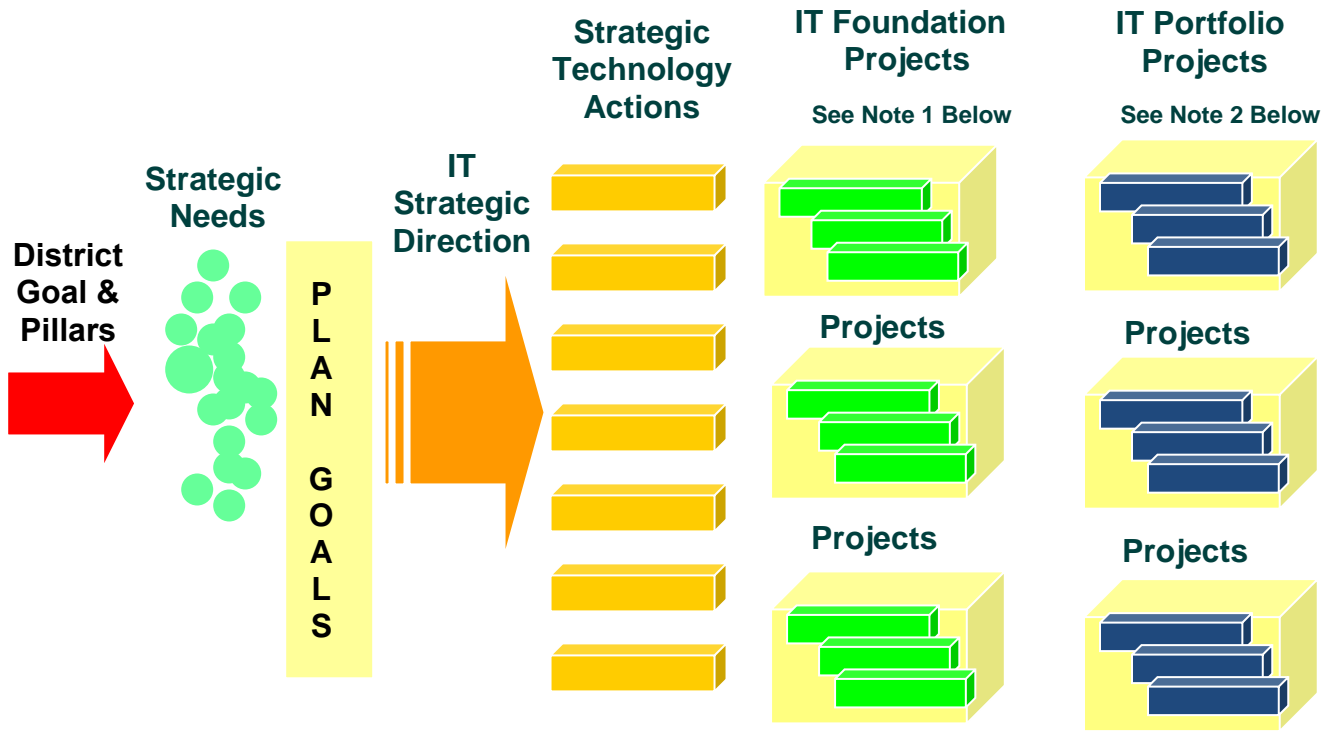 District
Goal &
Pillars
Strategic
Needs
P
L
A
N
G
O
A
L
S
IT
Strategic
Direction
Strategic
Technology
Actions
IT Foundation
Projects
See Note 1 Below
Projects
Projects
IT Portfolio
Projects
See Note 2 Below
Projects
Projects